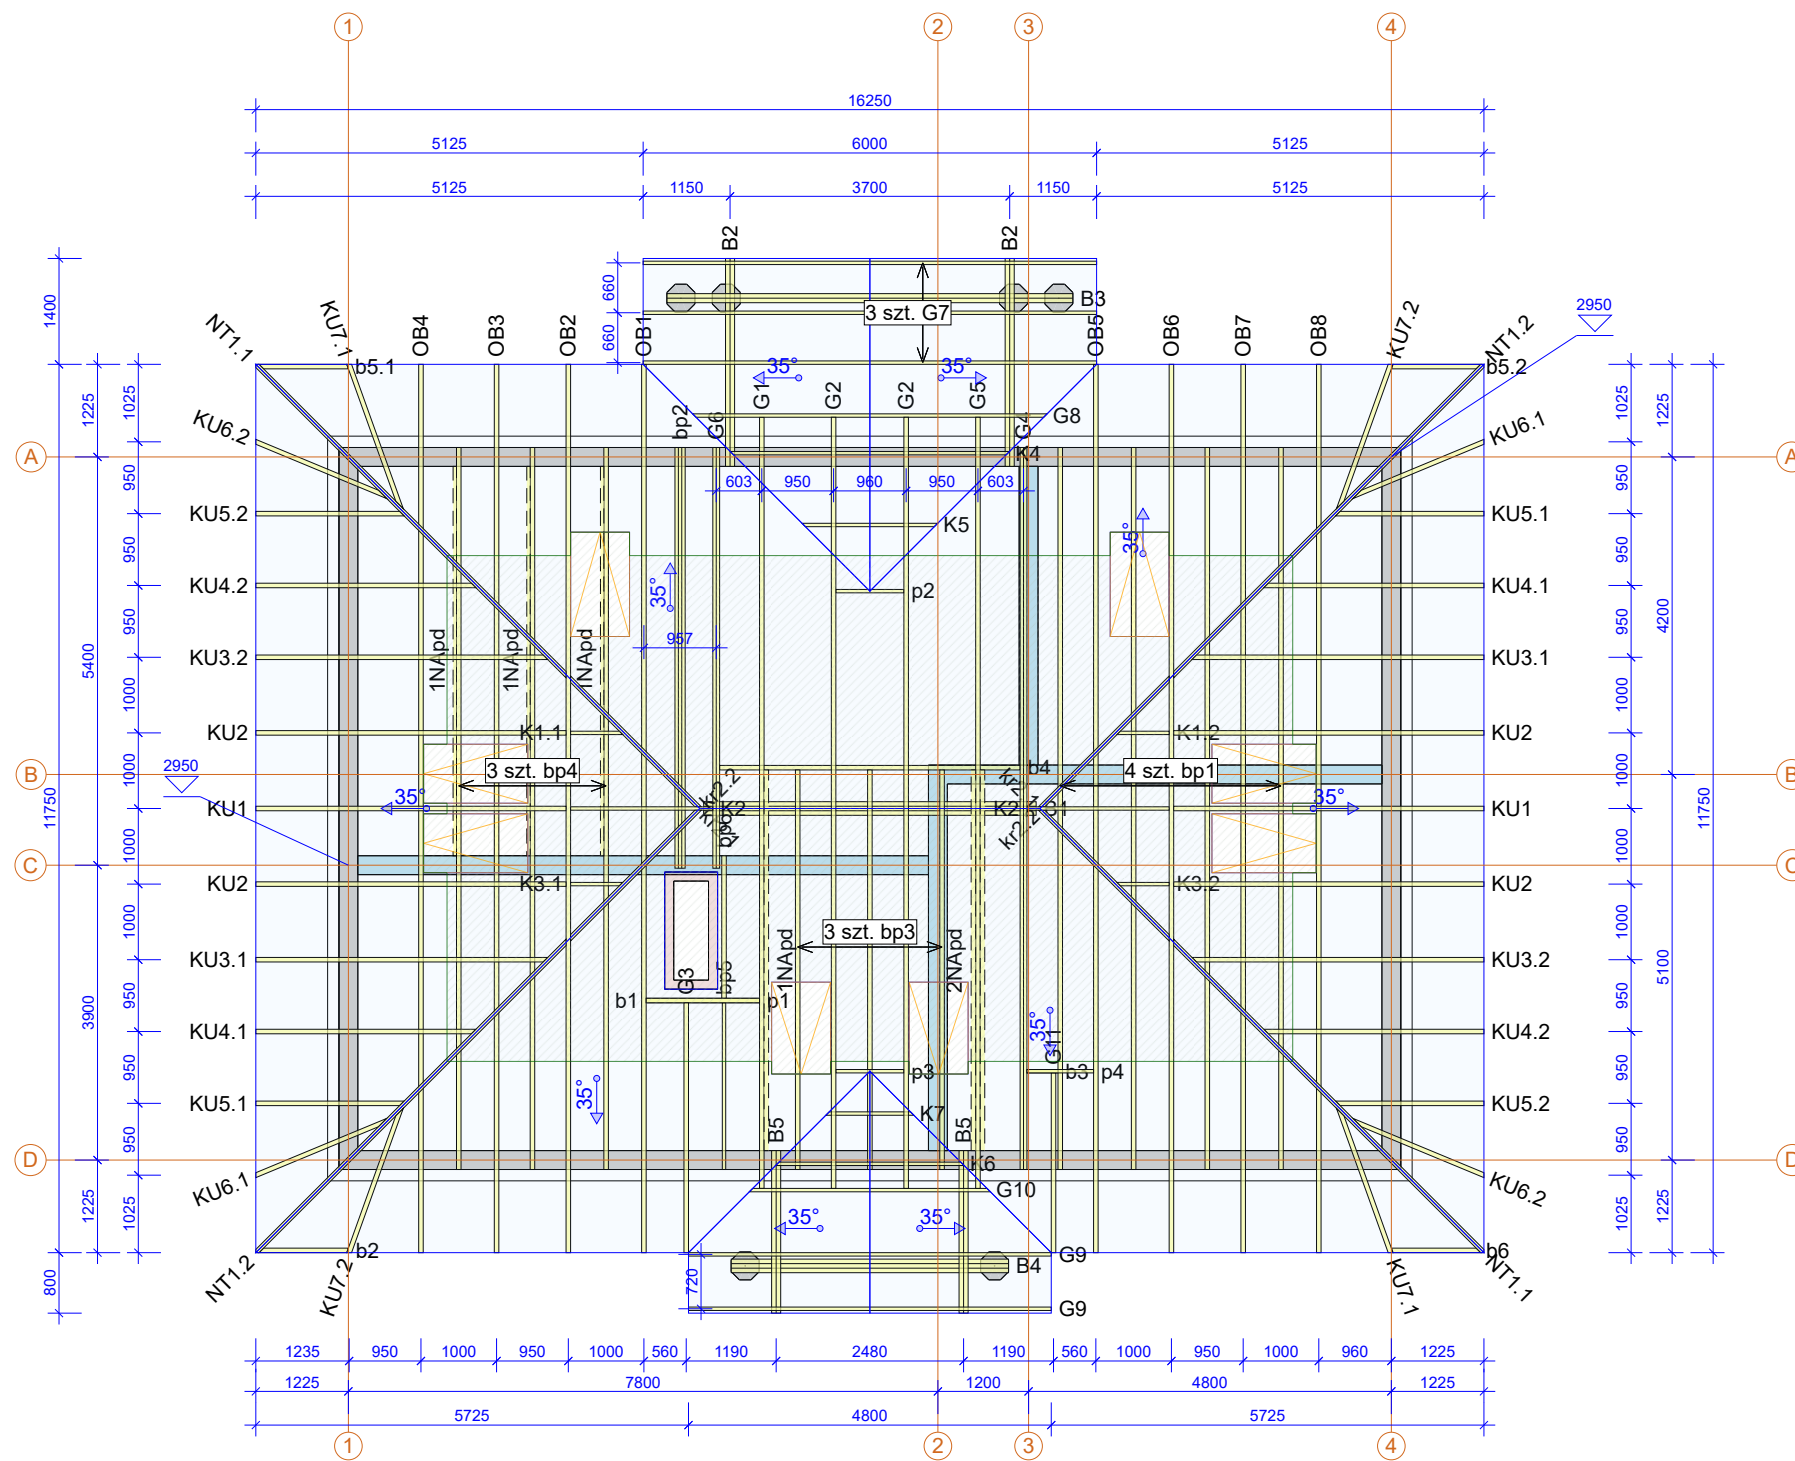 1 2 3 4
16250
5125 6000 5125
5125 1150 3700 1150 5125
B2 B2
1400 660 B3 2950
3 szt. G7
NT1.1 KU7.1 OB4 OB3 OB2 OB1 660 OB5 OB6 OB7 OB8 KU7.2 NT1.2
b5.1 35° 35° b5.2
1225 1025 G1 G2 G2 G5 1025 1225
KU6.2 bp2 G6 G4 G8 KU6.1
A K4 A
603 950 960 950 603
950 950
KU5.2 K5 KU5.1
35°
950 950
KU4.2 35° p2 KU4.1
5400 950 1NApd 1NApd 1NApd 957 950 4200
KU3.2 KU3.1
1000 1000
KU2 K1.1 K1.2 KU2
2950 3 szt. bp4 kr2.2 b4 4 szt. bp1
B B
11750 1000 1000 11750
KU1 35° K2 K2 35° KU1
kr2.2
1000 1000
C C
KU2 K3.1 K3.2 KU2
1000 3 szt. bp3 1000
KU3.1 G3 bp5 1NApd 2NApd KU3.2
3900 950 b1 p1 950 5100
KU4.1 35° G11 KU4.2
950 35° p3 b3 p4 950
KU5.1 K7 KU5.2
950 B5 B5 950
D K6 D
KU6.1 G10 KU6.2
1225 1025 35° 35° 1025 1225
NT1.2 KU7.2 b2 G9 KU7.1 b6 NT1.1
800 720 B4
G9
1235 950 1000 950 1000 560 1190 2480 1190 560 1000 950 1000 960 1225
1225 7800 1200 4800 1225
5725 4800 5725
1 2 3 4